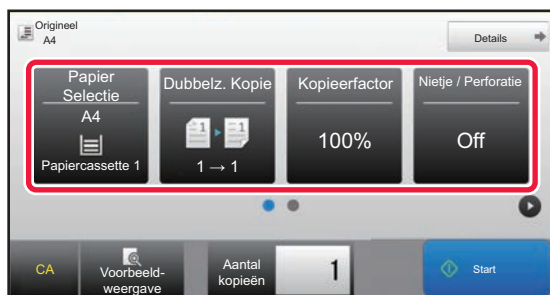 Origineel
A4
Details
Papier
Selectie
A4
Papiercassette 1
Dubbelz. Kopie
1 → 1
Kopieerfactor
100%
Nietje / Perforatie
Off
CA
Voorbeeld-
weergave
Aantal
kopieën
1
Start